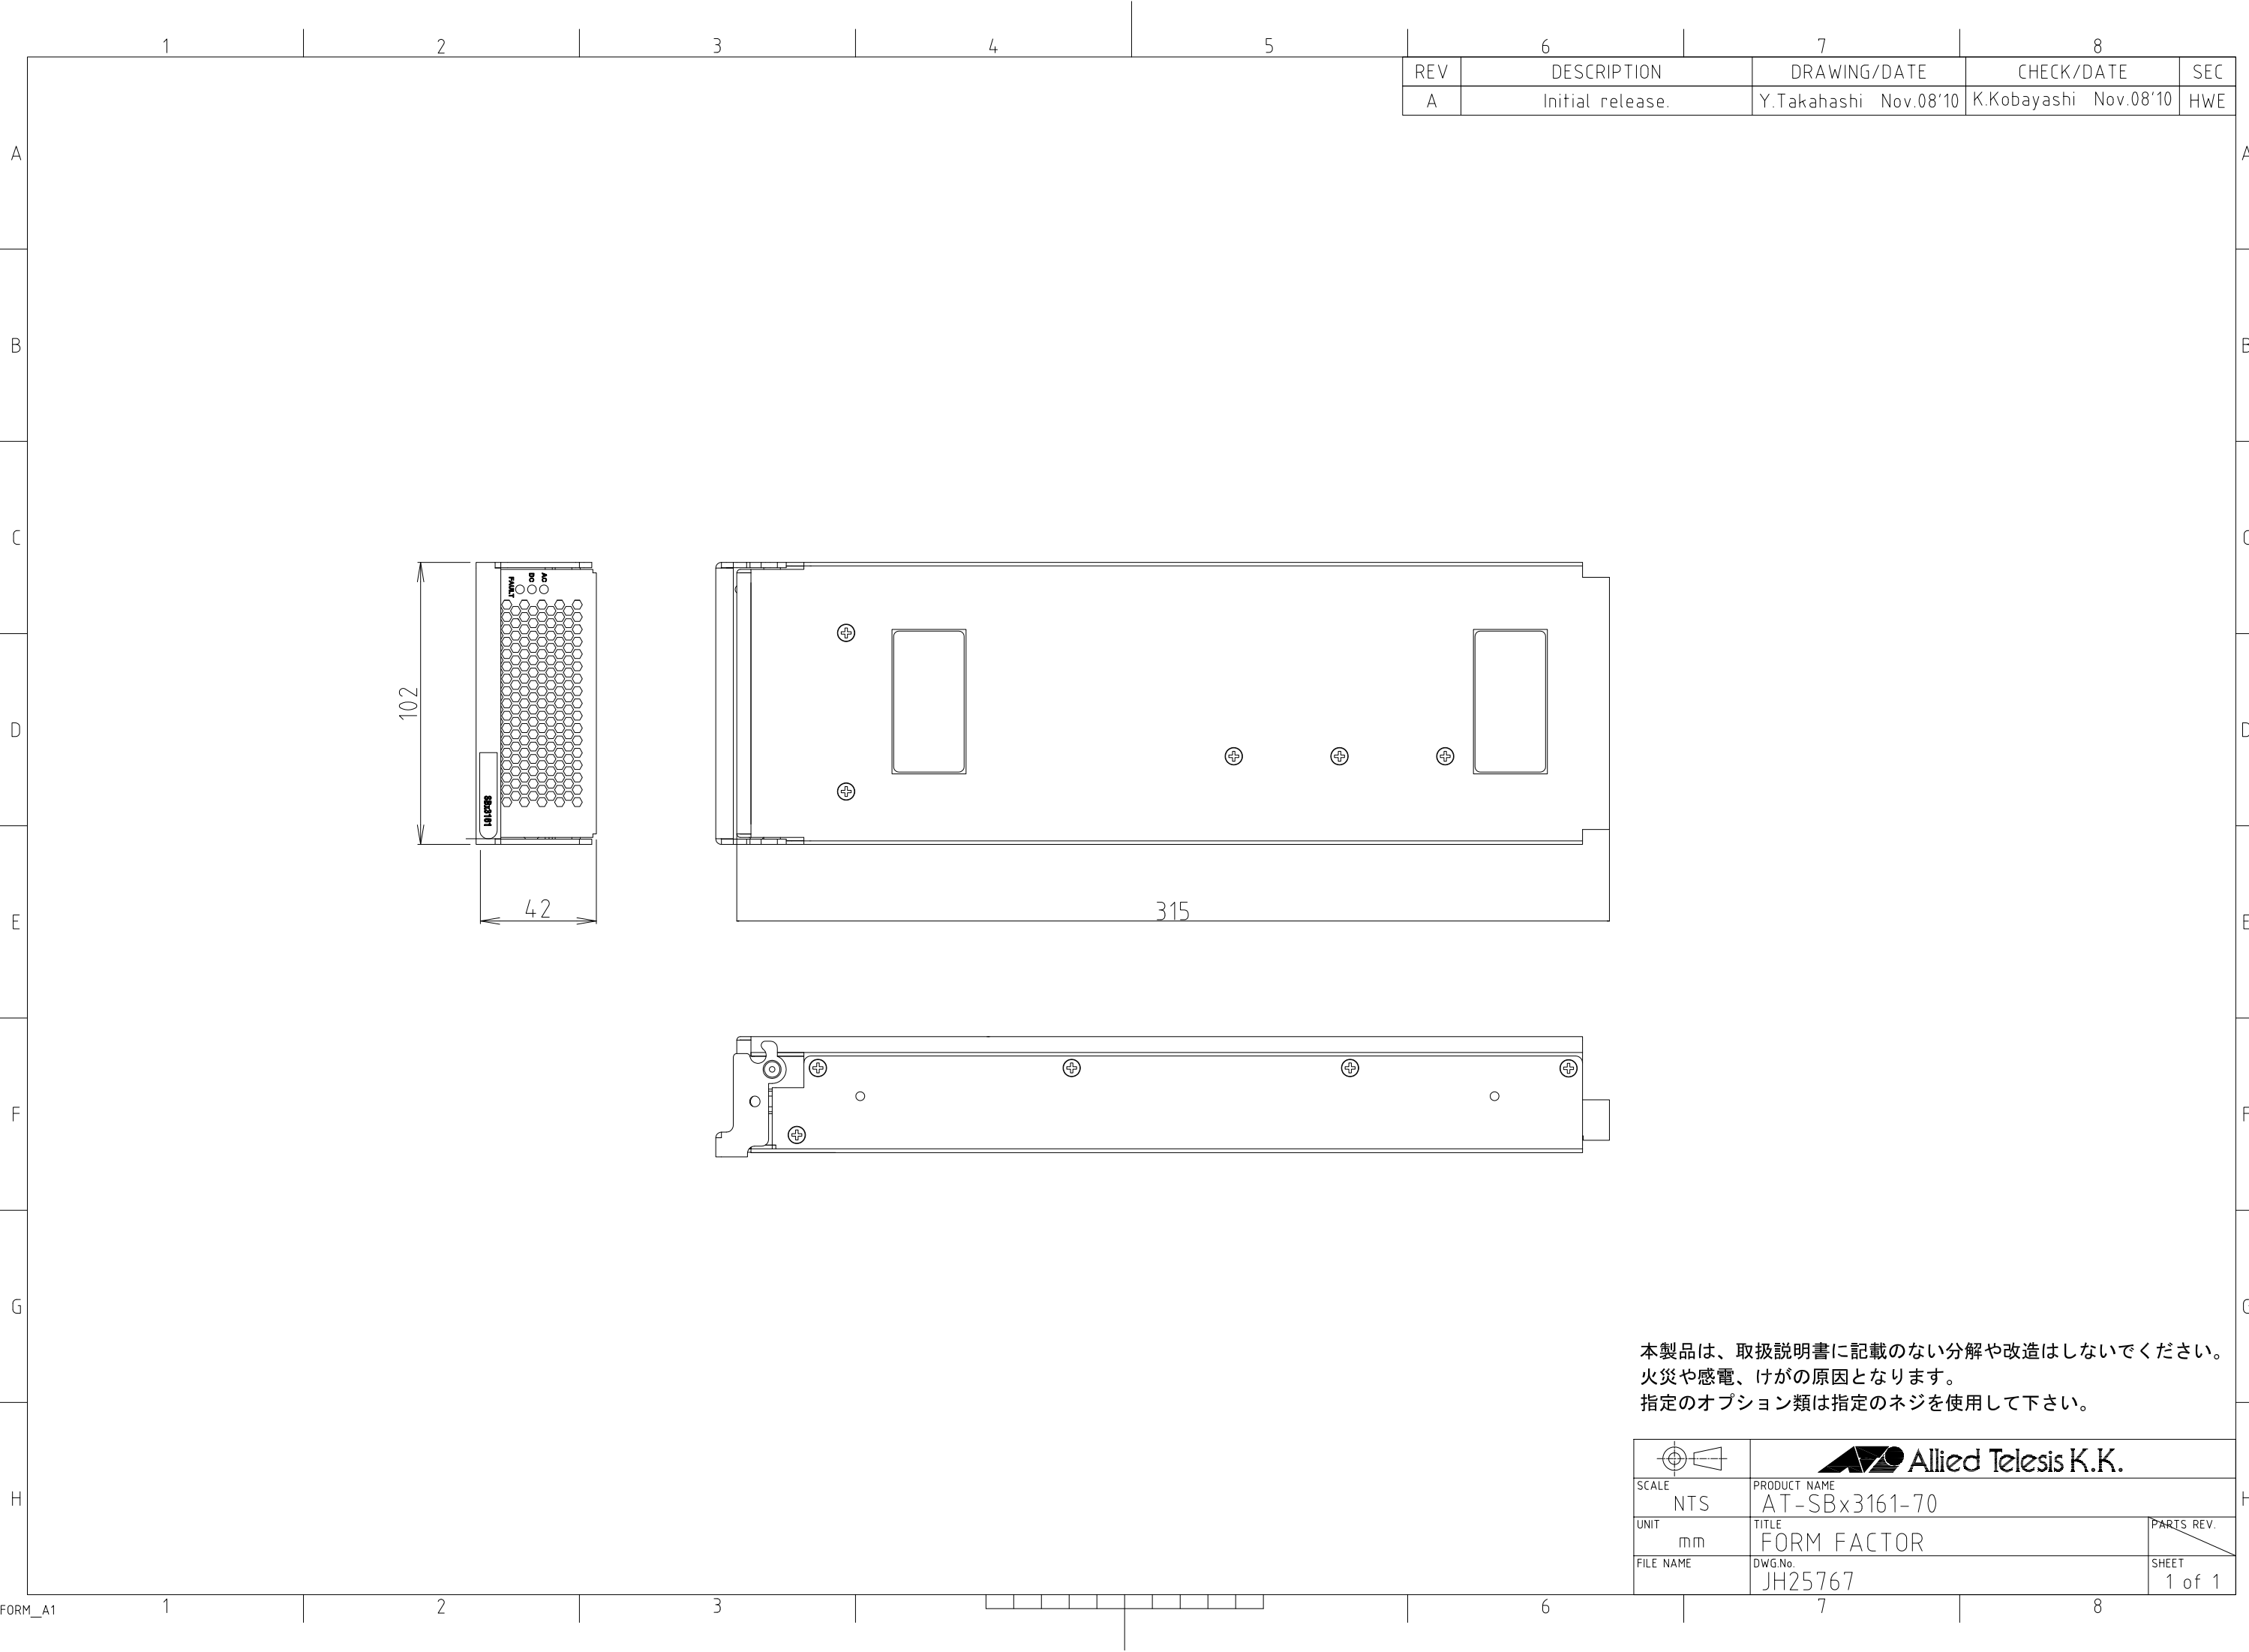 1 2 3 4 5 6 7 8
REV DESCRIPTION DRAWING/DATE CHECK/DATE SEC
A Initial release. Y.Takahashi Nov.08'10 K.Kobayashi Nov.08'10 HWE
A A
B B
C C
FAULT DC AC
102
D D
SBx3161
42
315
E E
F F
G G
本製品は、取扱説明書に記載のない分解や改造はしないでください。
火災や感電、けがの原因となります。
指定のオプション類は指定のネジを使用して下さい。
Allied Telesis K.K.
H H
SCALE NTS PRODUCT NAME AT-SBx3161-70
UNIT mm TITLE FORM FACTOR PARTS REV.
FILE NAME DWG.No. JH25767 SHEET 1 of 1
FORM_A1 1 2 3 6 7 8